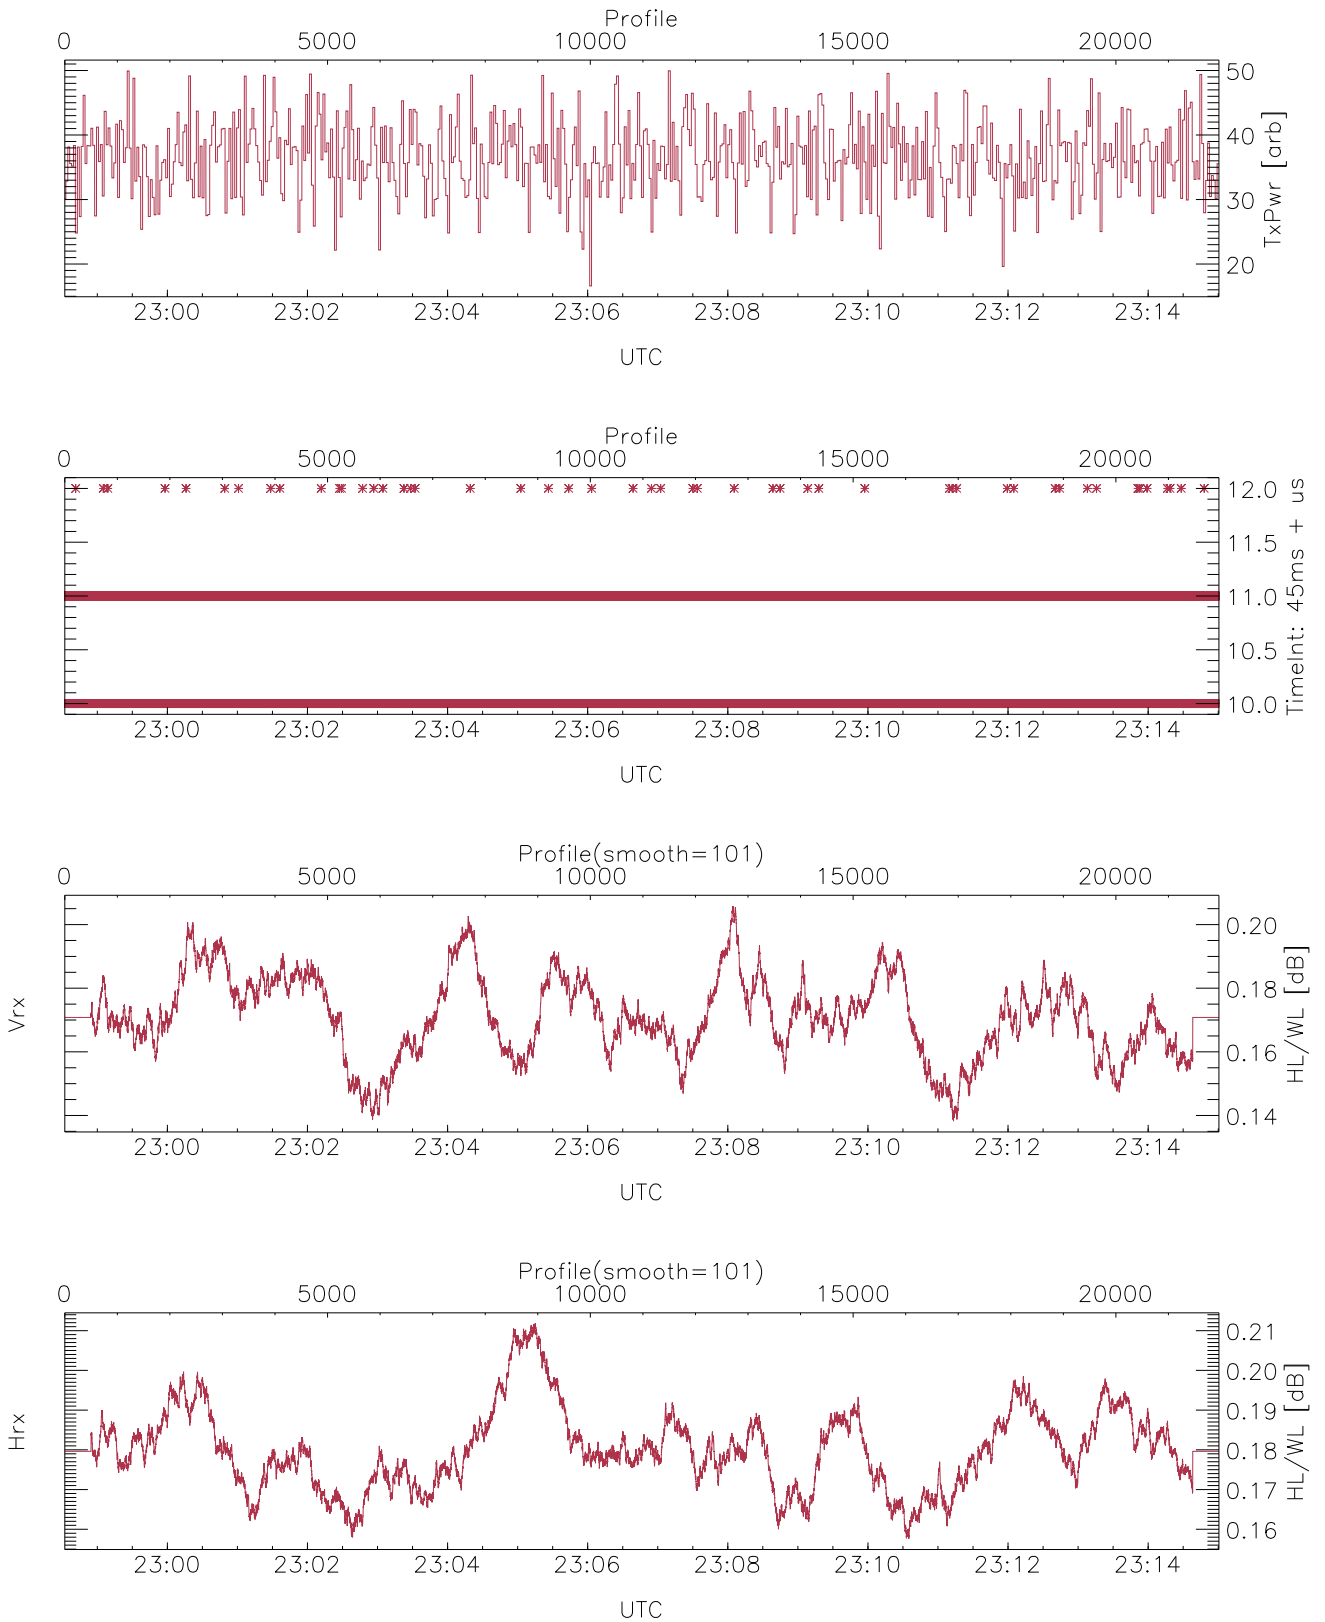 Profile
0 5000 10000 15000 20000
50
40
30
20
TxPwr [arb]
23:00 23:02 23:04 23:06 23:08 23:10 23:12 23:14
UTC
Profile
0 5000 10000 15000 20000
12.0
11.5
11.0
10.5
10.0
TimeInt: 45ms + us
23:00 23:02 23:04 23:06 23:08 23:10 23:12 23:14
UTC
Profile(smooth=101)
0 5000 10000 15000 20000
Vrx
0.20
0.18
0.16
0.14
HL/WL [dB]
23:00 23:02 23:04 23:06 23:08 23:10 23:12 23:14
UTC
Profile(smooth=101)
0 5000 10000 15000 20000
Hrx
0.21
0.20
0.19
0.18
0.17
0.16
HL/WL [dB]
23:00 23:02 23:04 23:06 23:08 23:10 23:12 23:14
UTC